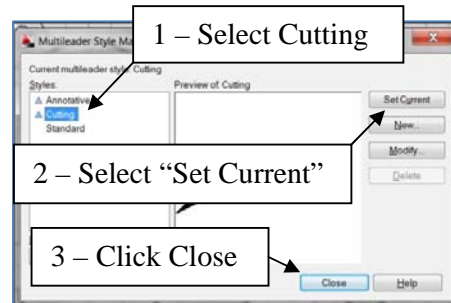 Multileader Style Ma
1 – Select Cutting
Current multileader style: Cutting
Styles:
Preview of: Cutting
Annotative
Cutting
Standard
Set Current
New...
Modify...
Delete
2 – Select “Set Current”
3 – Click Close
Close
Help